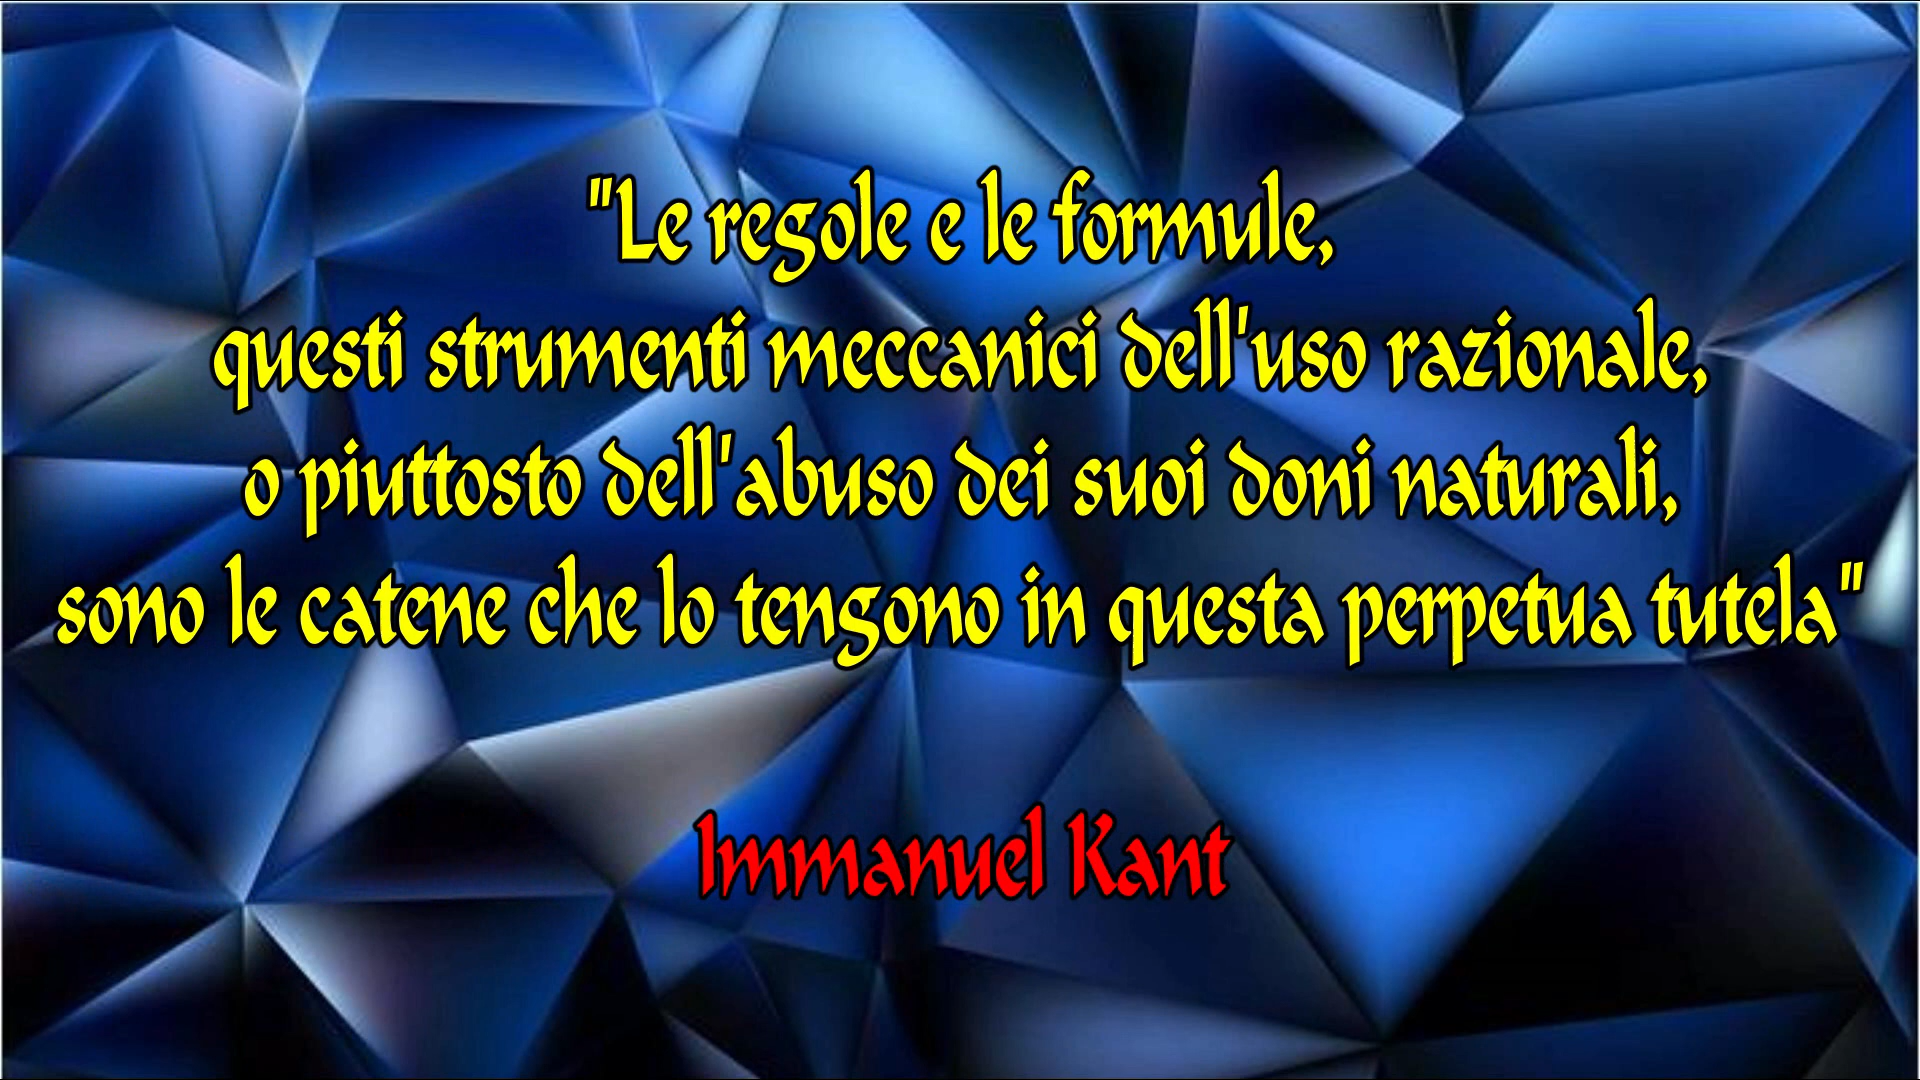 "Le regole e le formule,
questi strumenti meccanici dell'uso razionale,
o piuttosto dell'abuso dei suoi doni naturali,
sono le catene che lo tengono in questa perpetua tutela"
Immanuel Kant